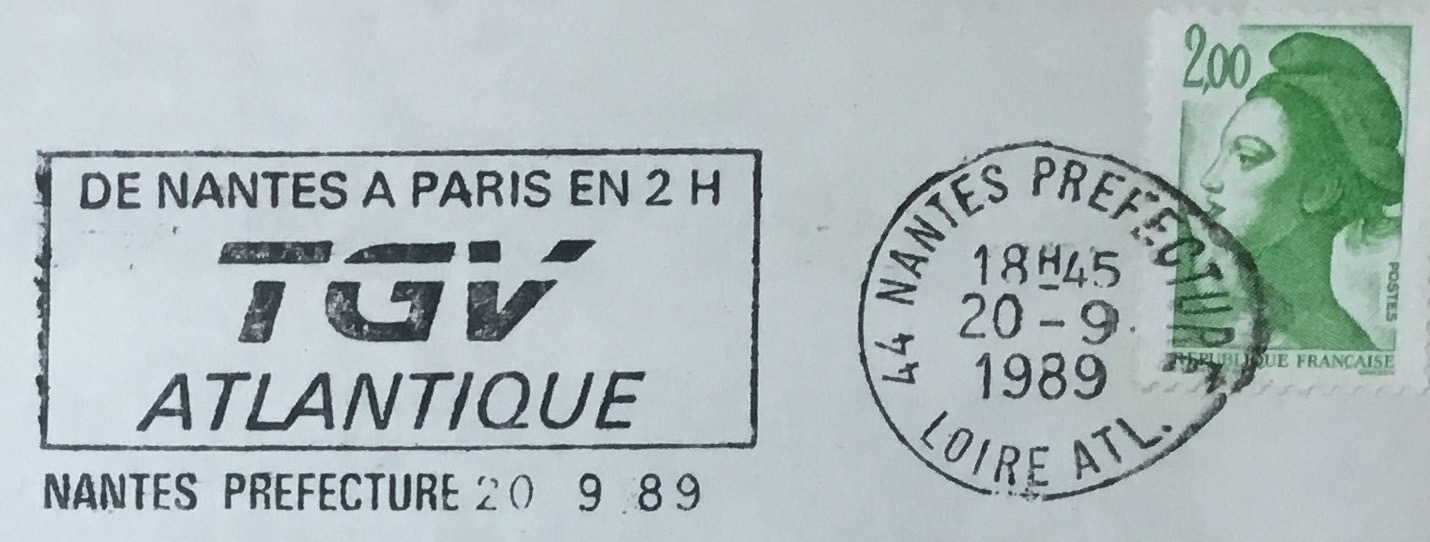 DE NANTES A PARIS EN 2 H
TGV
ATLANTIQUE
NANTES PREFECTURE 20 9 89
44 NANTES PREFECTURE
18H45
20-9.
1989
LOIRE ATL.
2,00
POSTES
REPUBLIQUE FRANÇAISE